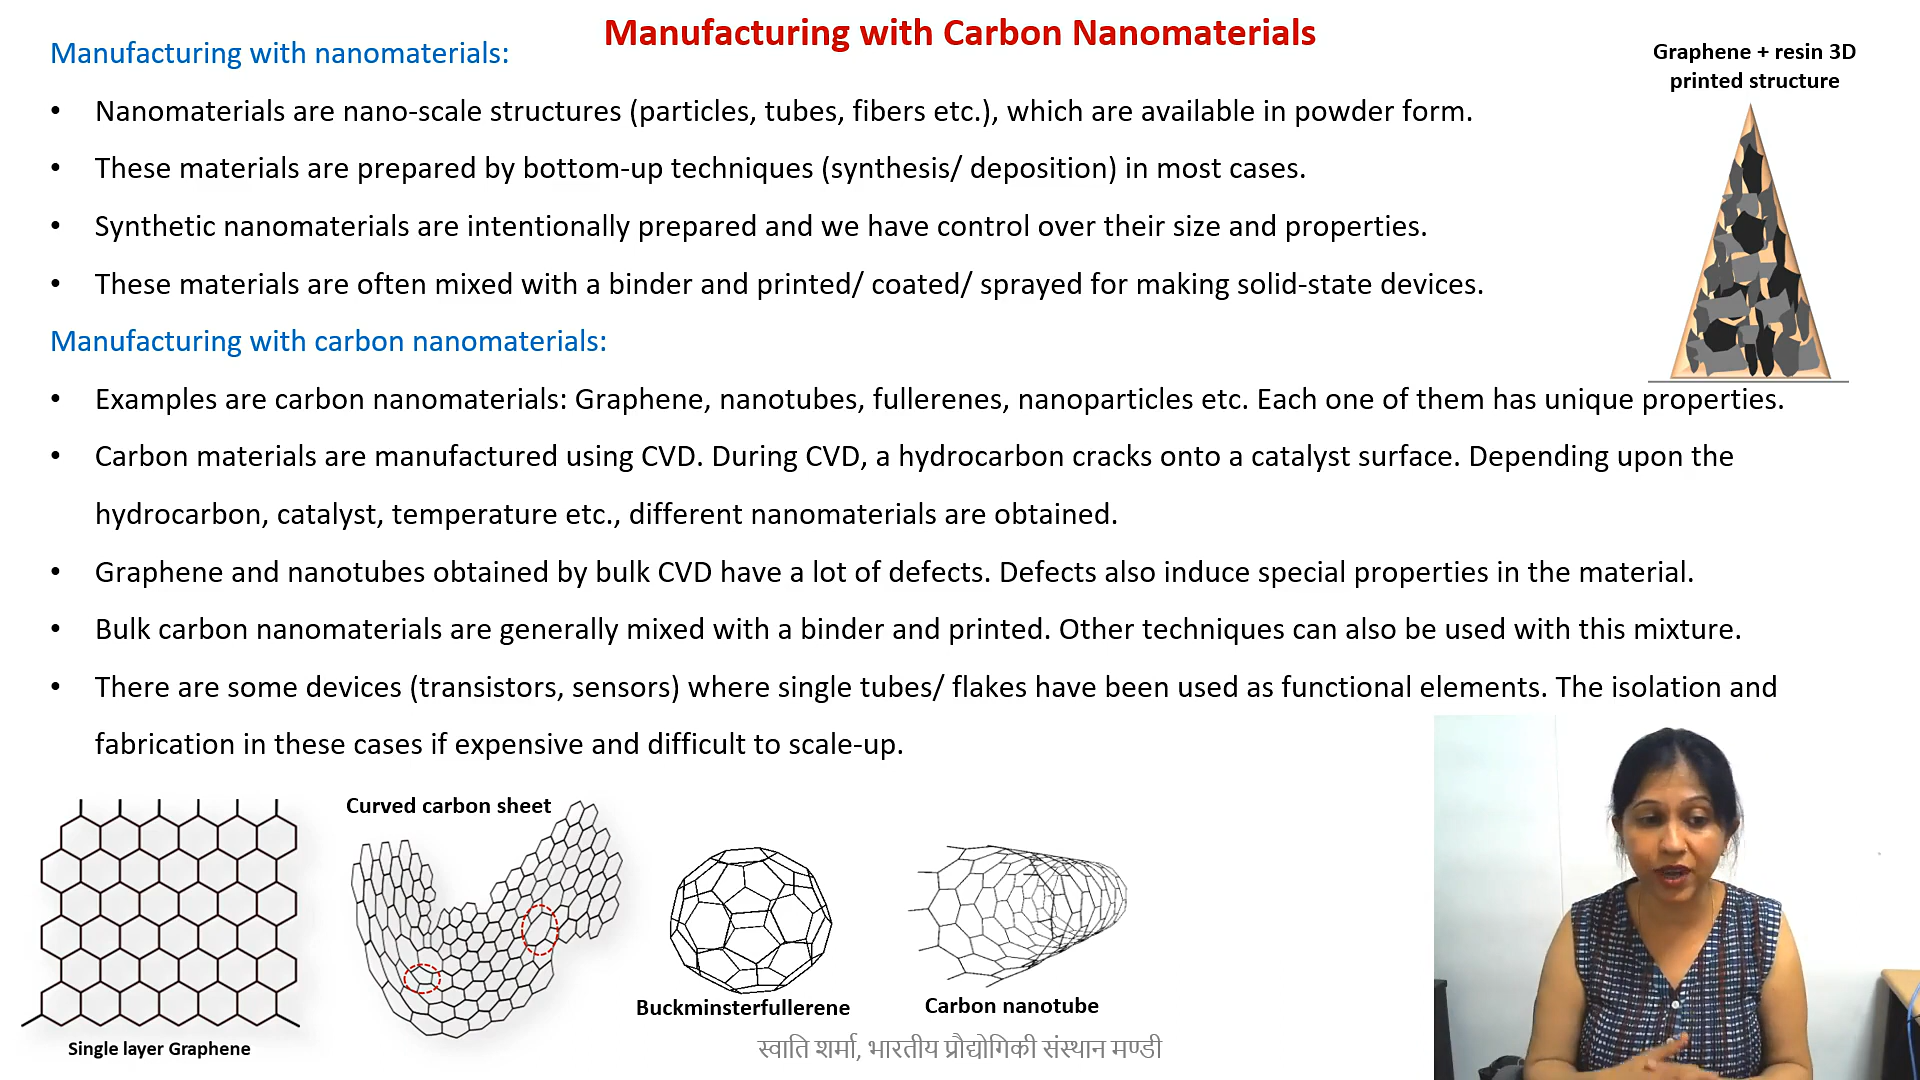 Manufacturing with Carbon Nanomaterials
Manufacturing with nanomaterials:
• Nanomaterials are nano-scale structures (particles, tubes, fibers etc.), which are available in powder form.
• These materials are prepared by bottom-up techniques (synthesis/ deposition) in most cases.
• Synthetic nanomaterials are intentionally prepared and we have control over their size and properties.
• These materials are often mixed with a binder and printed/ coated/ sprayed for making solid-state devices.
Graphene + resin 3D
printed structure
Manufacturing with carbon nanomaterials:
• Examples are carbon nanomaterials: Graphene, nanotubes, fullerenes, nanoparticles etc. Each one of them has unique properties.
• Carbon materials are manufactured using CVD. During CVD, a hydrocarbon cracks onto a catalyst surface. Depending upon the
hydrocarbon, catalyst, temperature etc., different nanomaterials are obtained.
• Graphene and nanotubes obtained by bulk CVD have a lot of defects. Defects also induce special properties in the material.
• Bulk carbon nanomaterials are generally mixed with a binder and printed. Other techniques can also be used with this mixture.
• There are some devices (transistors, sensors) where single tubes/ flakes have been used as functional elements. The isolation and
fabrication in these cases if expensive and difficult to scale-up.
Single layer Graphene
Curved carbon sheet
Buckminsterfullerene
Carbon nanotube
स्वाति शर्मा, भारतीय प्रौद्योगिकी संस्थान मण्डी